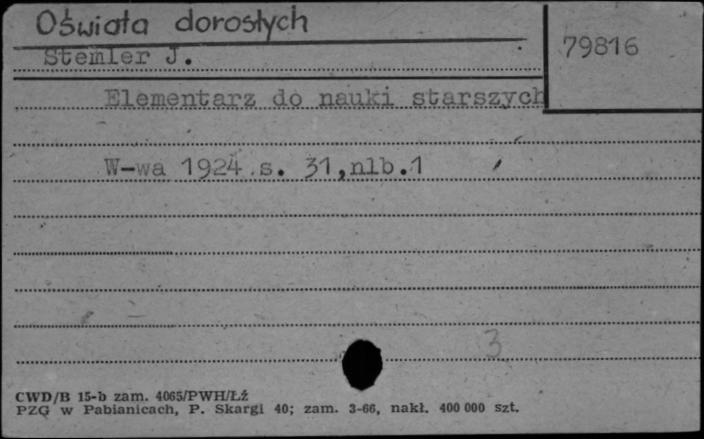 Oświata dorosłych
79816
Stemler J.
Elementarz do nauki starszych
W-wa 1924 s. 31,nlb.1
3
CWD/B 15-b zam. 4065/PWH/Łż
PZG w Pabianicach, P. Skargi 40; zam. 3-66, nakł. 400 000 szt.